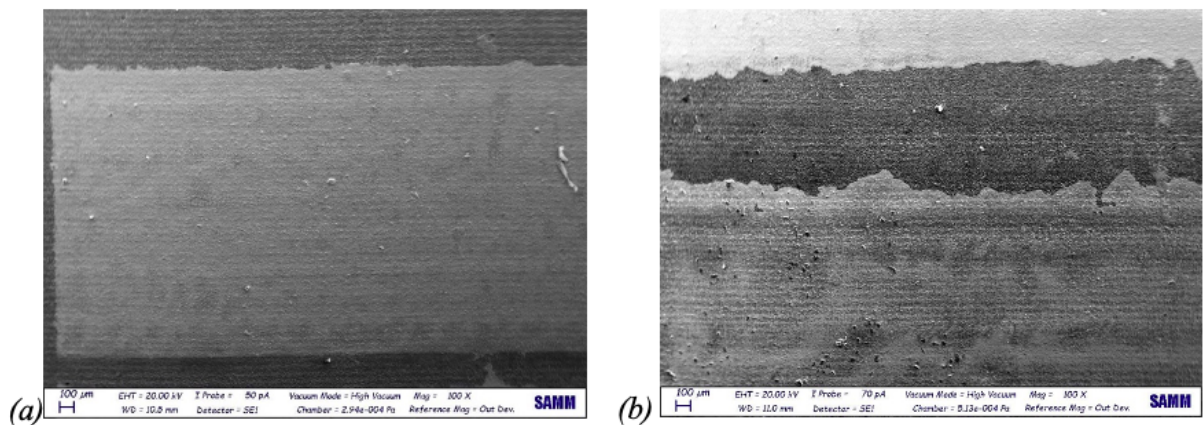 100 µm EHT = 20.00 kV I Probe = 50 pA Vacuum Mode = High Vacuum Mag = 100 X
WD = 10.5 mm Detector = SE1 Chamber = 2.94e-004 Pa Reference Mag = Out Dev. SAMM
(a)
100 µm EHT = 20.00 kV I Probe = 70 pA Vacuum Mode = High Vacuum Mag = 100 X
WD = 11.0 mm Detector = SE1 Chamber = 5.13e-004 Pa Reference Mag = Out Dev. SAMM
(b)